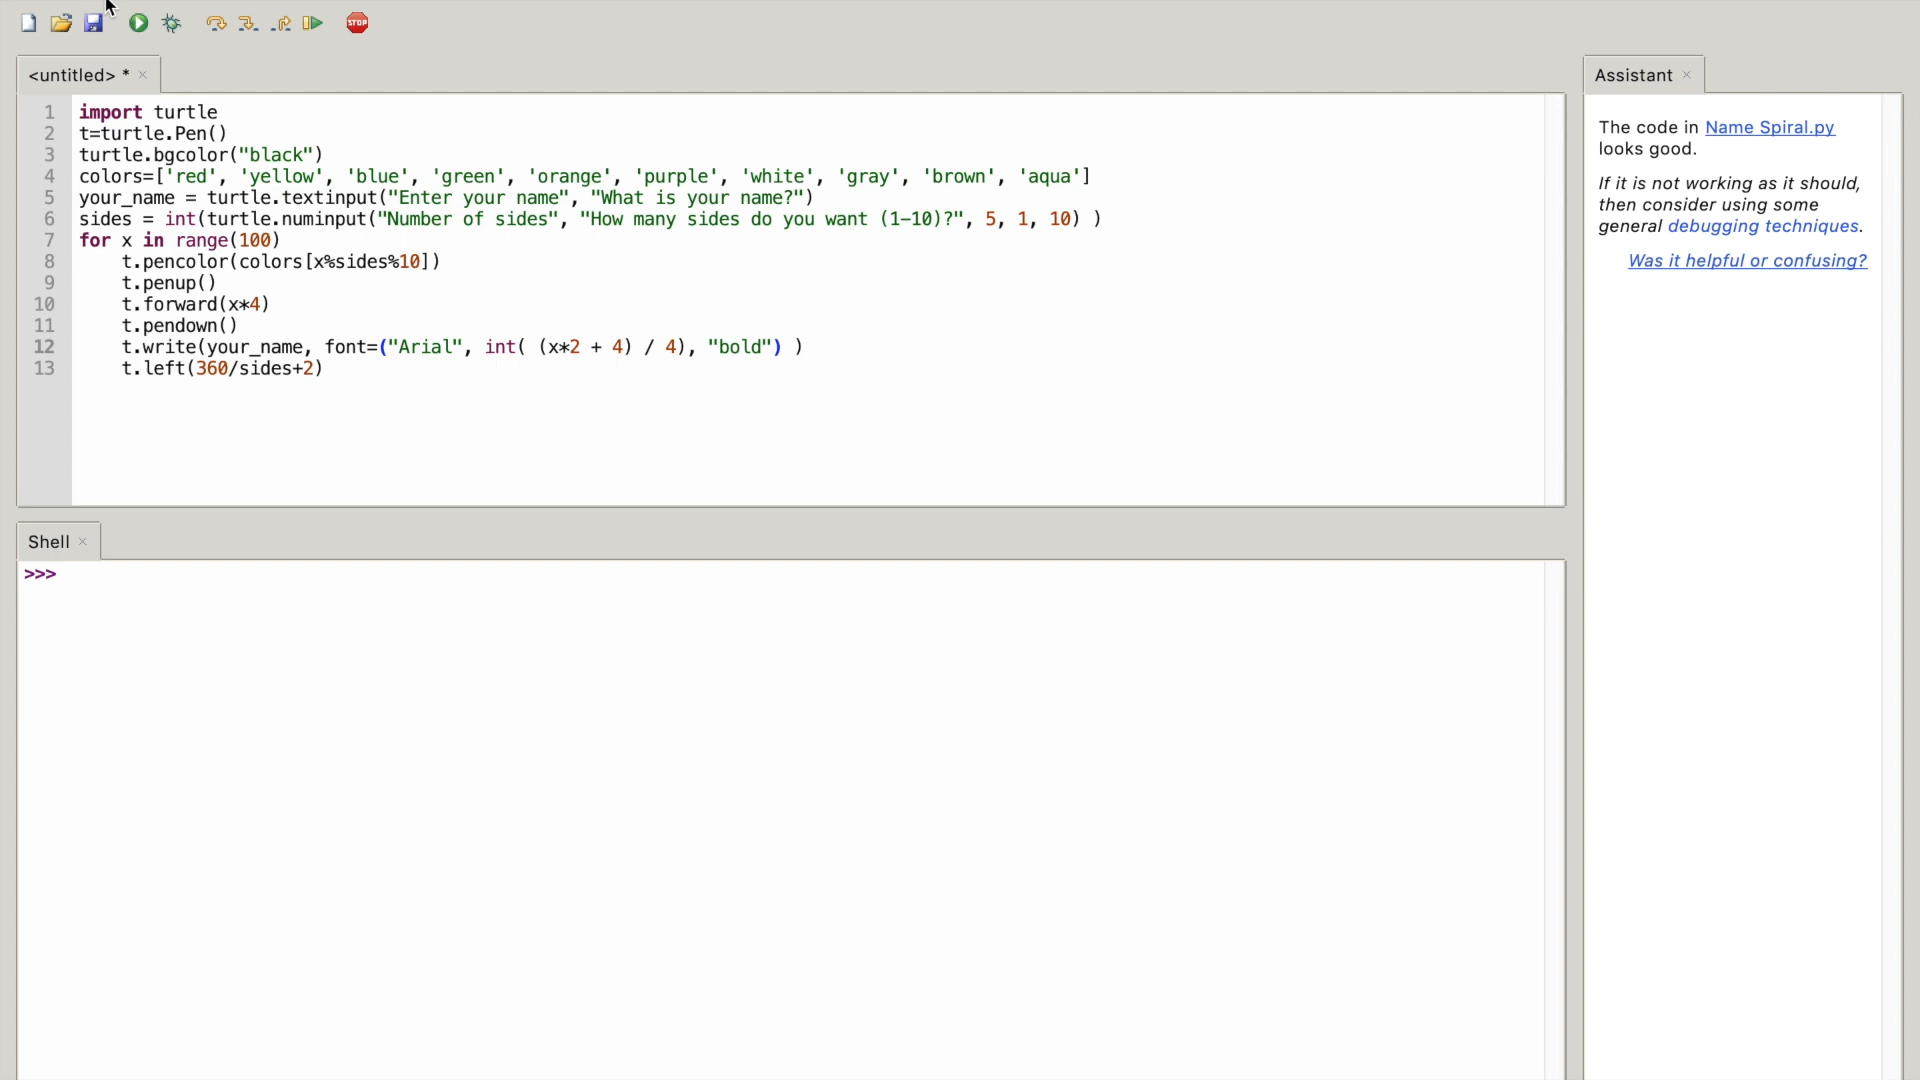 STOP
<untitled> *
1 import turtle
2 t=turtle.Pen()
3 turtle.bgcolor("black")
4 colors=['red', 'yellow', 'blue', 'green', 'orange', 'purple', 'white', 'gray', 'brown', 'aqua']
5 your_name = turtle.textinput("Enter your name", "What is your name?")
6 sides = int(turtle.numinput("Number of sides", "How many sides do you want (1-10)?", 5, 1, 10) )
7 for x in range(100)
8     t.pencolor(colors[x%sides%10])
9     t.penup()
10     t.forward(x*4)
11     t.pendown()
12     t.write(your_name, font=("Arial", int( (x*2 + 4) / 4), "bold") )
13     t.left(360/sides+2)
Shell
>>>
Assistant
The code in Name Spiral.py
looks good.
If it is not working as it should,
then consider using some
general debugging techniques.
Was it helpful or confusing?